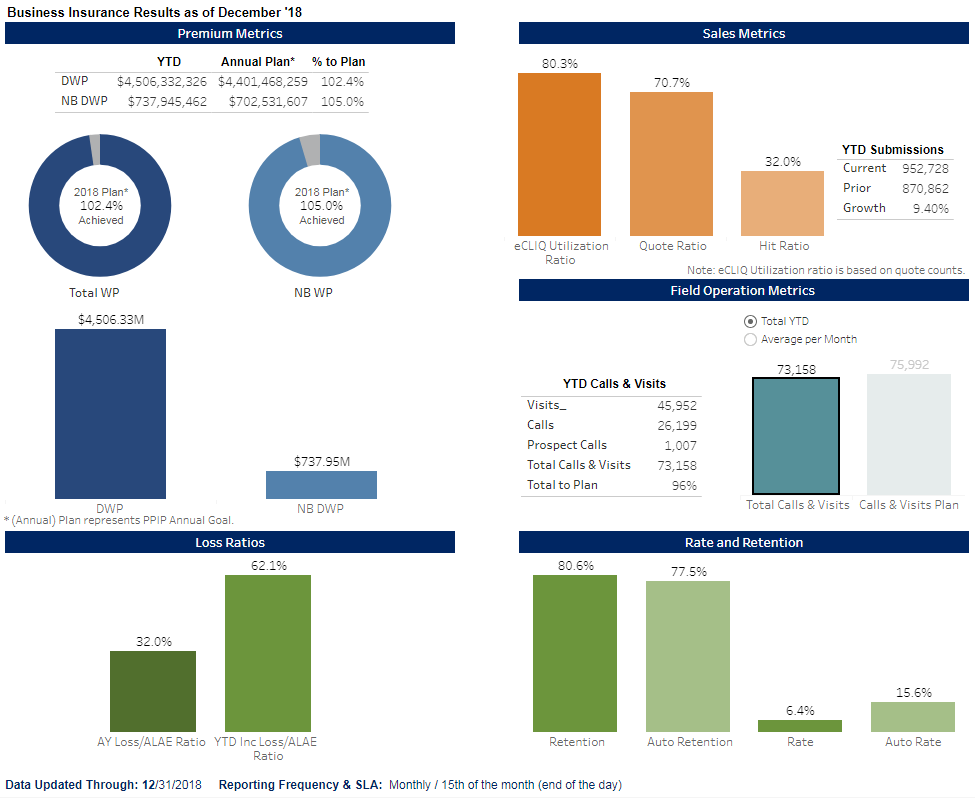 Business Insurance Results as of December '18
Premium Metrics
YTD Annual Plan* % to Plan
DWP $4,506,332,326 $4,401,468,259 102.4%
NB DWP $737,945,462 $702,531,607 105.0%
2018 Plan*
102.4%
Achieved
2018 Plan*
105.0%
Achieved
Total WP
NB WP
$4,506.33M
$737.95M
DWP
NB DWP
* (Annual) Plan represents PPIP Annual Goal.
Sales Metrics
80.3%
70.7%
32.0%
eCLIQ Utilization
Ratio
Quote Ratio
Hit Ratio
YTD Submissions
Current 952,728
Prior 870,862
Growth 9.40%
Note: eCLIQ Utilization ratio is based on quote counts.
Field Operation Metrics
Total YTD
Average per Month
YTD Calls & Visits
Visits_ 45,952
Calls 26,199
Prospect Calls 1,007
Total Calls & Visits 73,158
Total to Plan 96%
73,158
75,992
Total Calls & Visits
Calls & Visits Plan
Loss Ratios
32.0%
62.1%
AY Loss/ALAE Ratio
YTD Inc Loss/ALAE
Ratio
Rate and Retention
80.6%
77.5%
6.4%
15.6%
Retention
Auto Retention
Rate
Auto Rate
Data Updated Through: 12/31/2018 Reporting Frequency & SLA: Monthly / 15th of the month (end of the day)